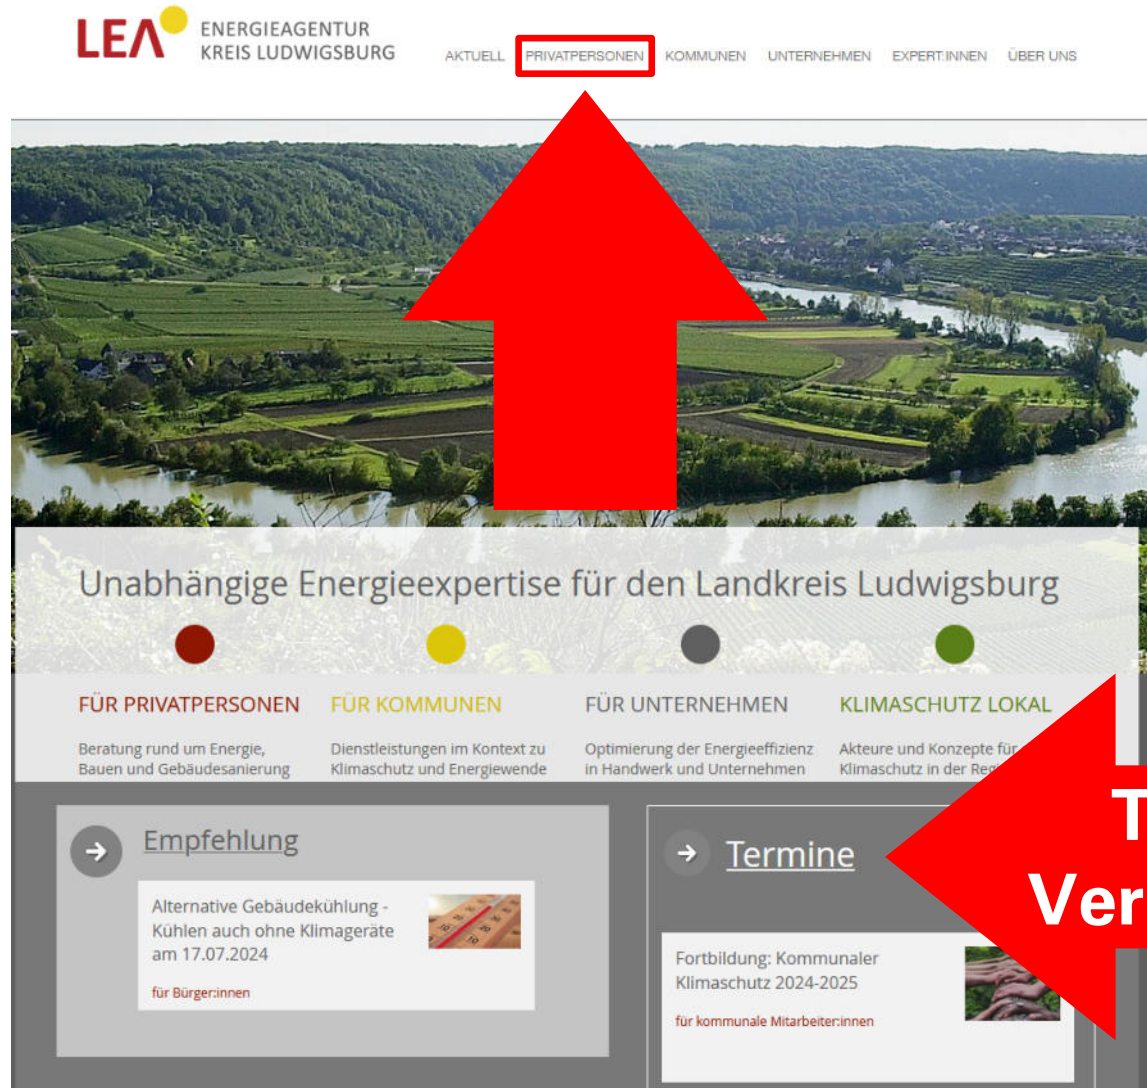 LEA
ENERGIEAGENTUR
KREIS LUDWIGSBURG
AKTUELL PRIVATPERSONEN KOMMUNEN UNTERNEHMEN EXPERT:INNEN ÜBER UNS
Unabhängige Energieexpertise für den Landkreis Ludwigsburg
FÜR PRIVATPERSONEN
Beratung rund um Energie,
Bauen und Gebäudesanierung
FÜR KOMMUNEN
Dienstleistungen im Kontext zu
Klimaschutz und Energiewende
FÜR UNTERNEHMEN
Optimierung der Energieeffizienz
in Handwerk und Unternehmen
KLIMASCHUTZ LOKAL
Akteure und Konzepte für
Klimaschutz in der
Empfehlung
Alternative Gebäudekühlung -
Kühlen auch ohne Klimageräte
am 17.07.2024
für Bürger:innen
Termine
Fortbildung: Kommunaler
Klimaschutz 2024-2025
für kommunale Mitarbeiter:innen
T
Ver